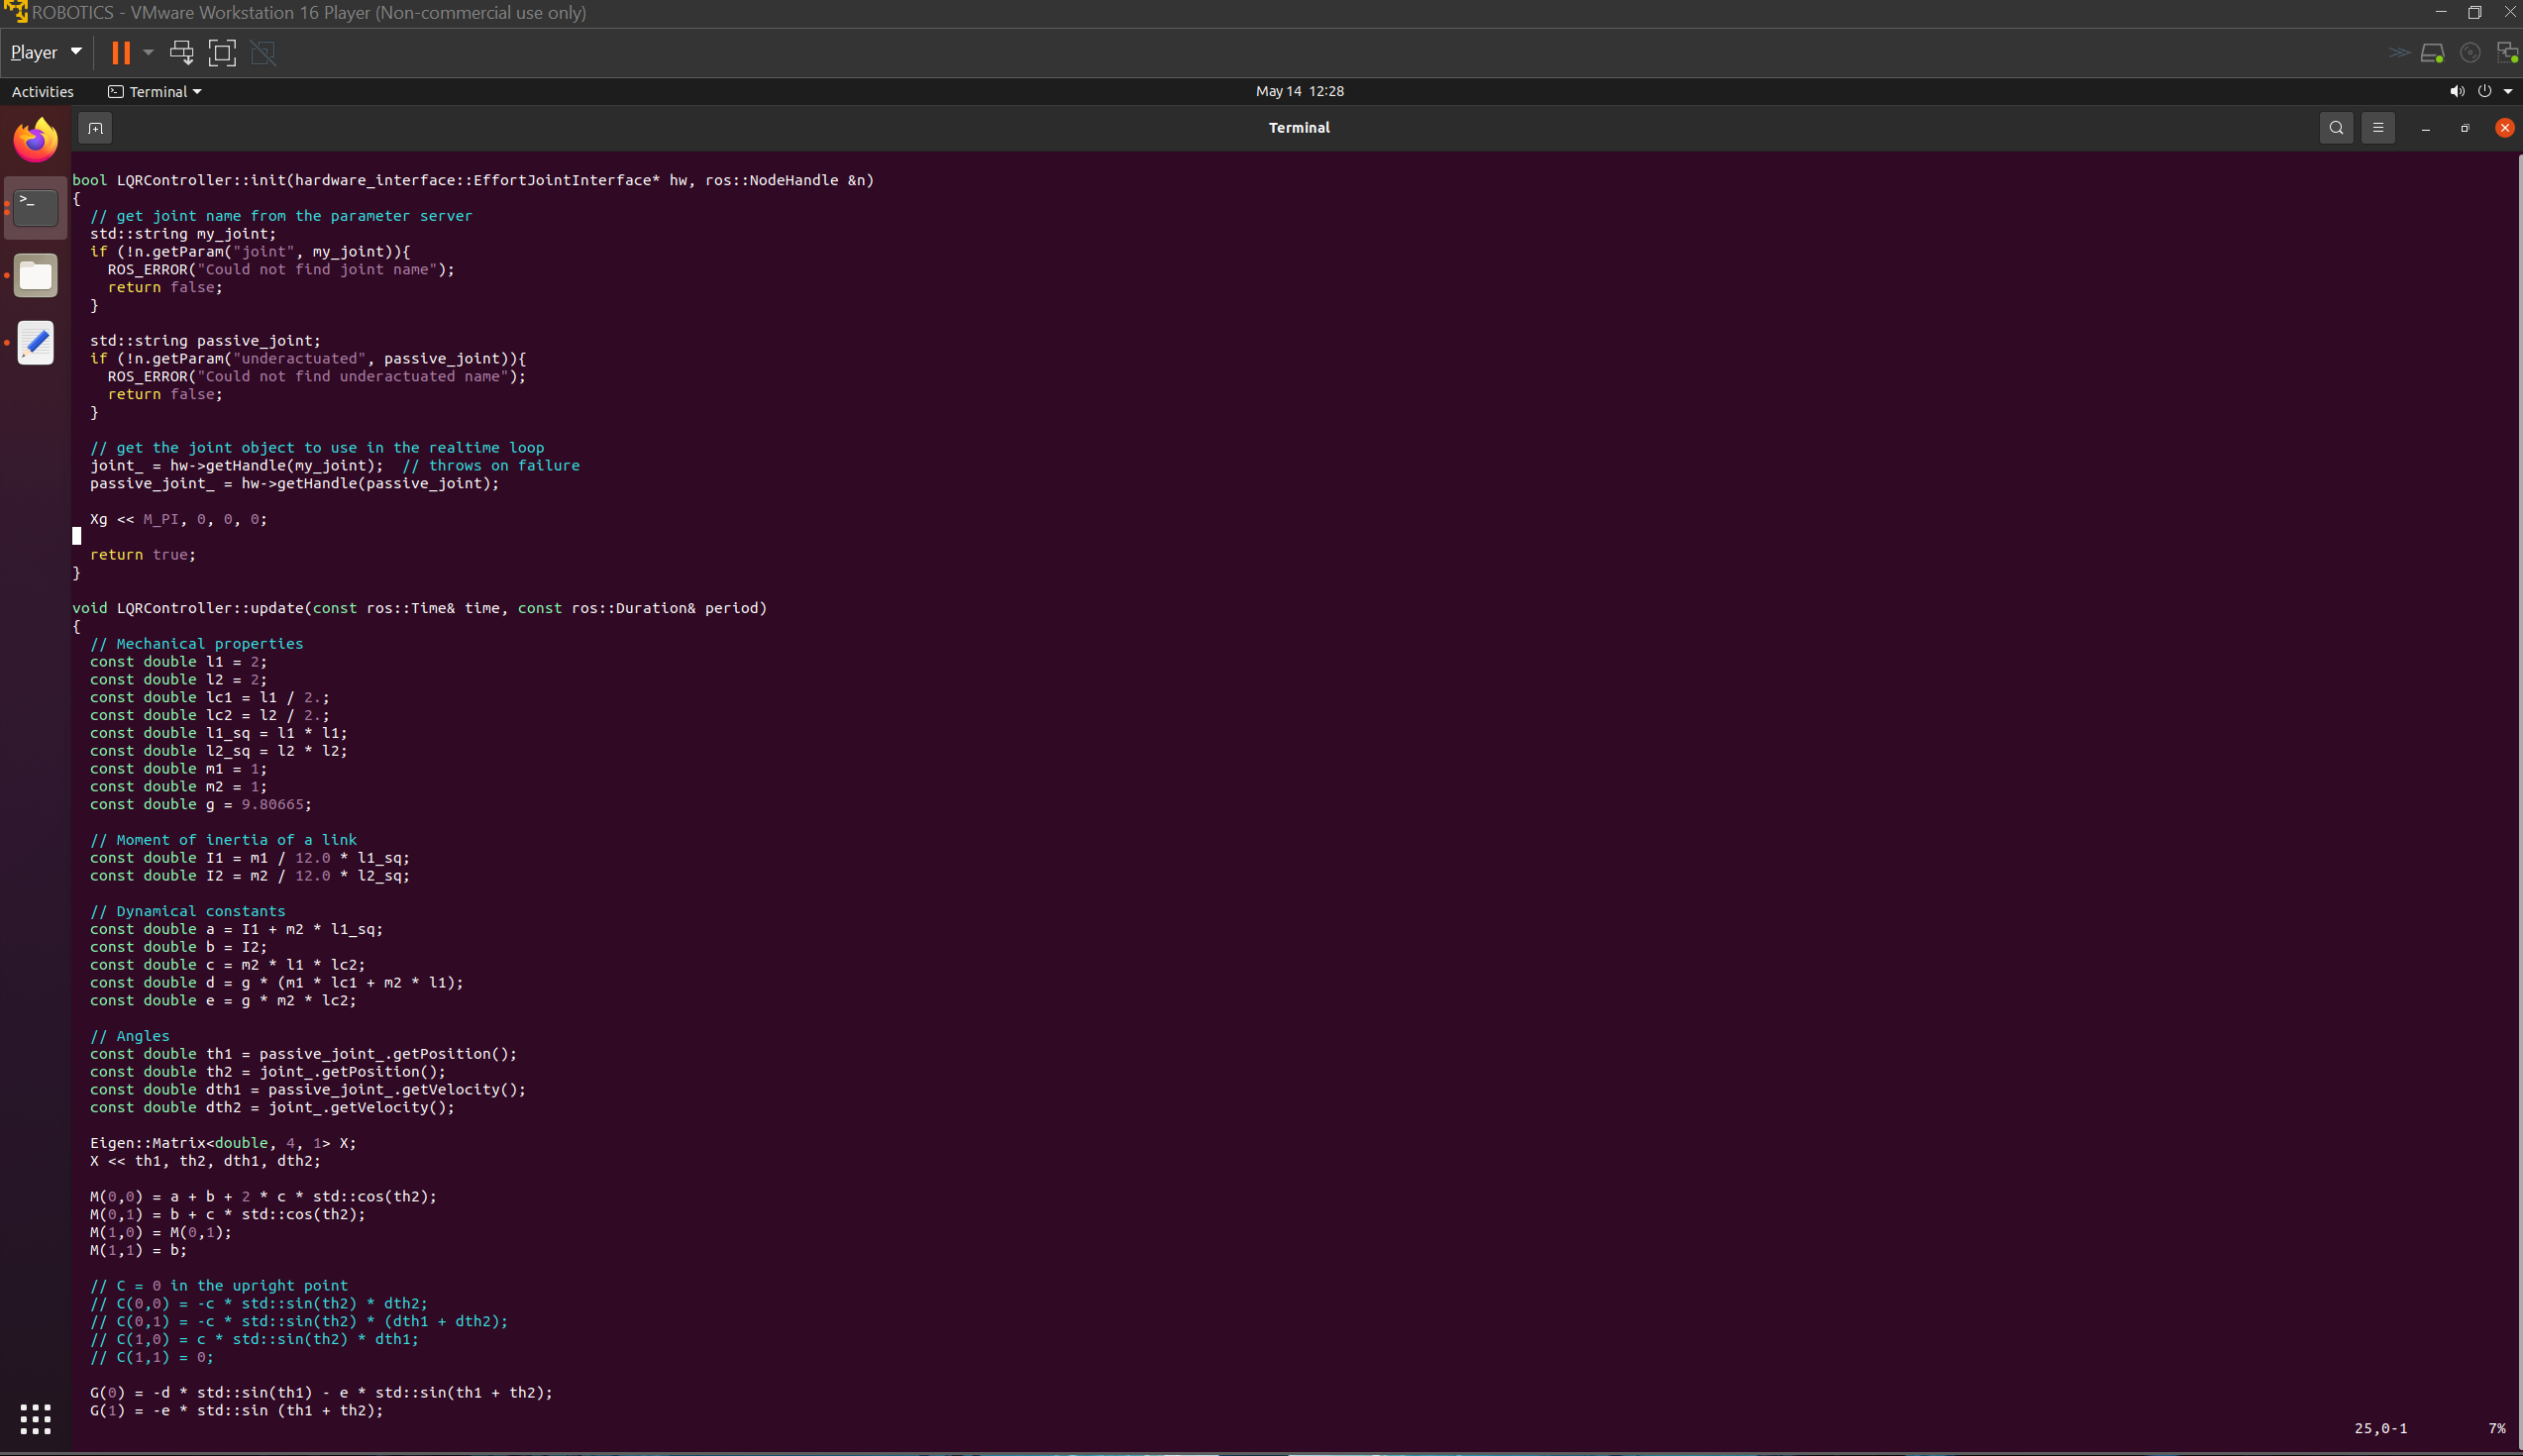 ROBOTICS - VMware Workstation 16 Player (Non-commercial use only)
Player
Activities
Terminal
May 14 12:28
Terminal
bool LQRController::init(hardware_interface::EffortJointInterface* hw, ros::NodeHandle &n)
{
// get joint name from the parameter server
std::string my_joint;
if (!n.getParam("joint", my_joint)){
ROS_ERROR("Could not find joint name");
return false;
}
std::string passive_joint;
if (!n.getParam("underactuated", passive_joint)){
ROS_ERROR("Could not find underactuated name");
return false;
}
// get the joint object to use in the realtime loop
joint_ = hw->getHandle(my_joint);  // throws on failure
passive_joint_ = hw->getHandle(passive_joint);
Xg << M_PI, 0, 0, 0;
return true;
}
void LQRController::update(const ros::Time& time, const ros::Duration& period)
{
// Mechanical properties
const double l1 = 2;
const double l2 = 2;
const double lc1 = l1 / 2.;
const double lc2 = l2 / 2.;
const double l1_sq = l1 * l1;
const double l2_sq = l2 * l2;
const double m1 = 1;
const double m2 = 1;
const double g = 9.80665;
// Moment of inertia of a link
const double I1 = m1 / 12.0 * l1_sq;
const double I2 = m2 / 12.0 * l2_sq;
// Dynamical constants
const double a = I1 + m2 * l1_sq;
const double b = I2;
const double c = m2 * l1 * lc2;
const double d = g * (m1 * lc1 + m2 * l1);
const double e = g * m2 * lc2;
// Angles
const double th1 = passive_joint_.getPosition();
const double th2 = joint_.getPosition();
const double dth1 = passive_joint_.getVelocity();
const double dth2 = joint_.getVelocity();
Eigen::Matrix<double, 4, 1> X;
X << th1, th2, dth1, dth2;
M(0,0) = a + b + 2 * c * std::cos(th2);
M(0,1) = b + c * std::cos(th2);
M(1,0) = M(0,1);
M(1,1) = b;
// C = 0 in the upright point
// C(0,0) = -c * std::sin(th2) * dth2;
// C(0,1) = -c * std::sin(th2) * (dth1 + dth2);
// C(1,0) = c * std::sin(th2) * dth1;
// C(1,1) = 0;
G(0) = -d * std::sin(th1) - e * std::sin(th1 + th2);
G(1) = -e * std::sin (th1 + th2);
25,0-1
7%